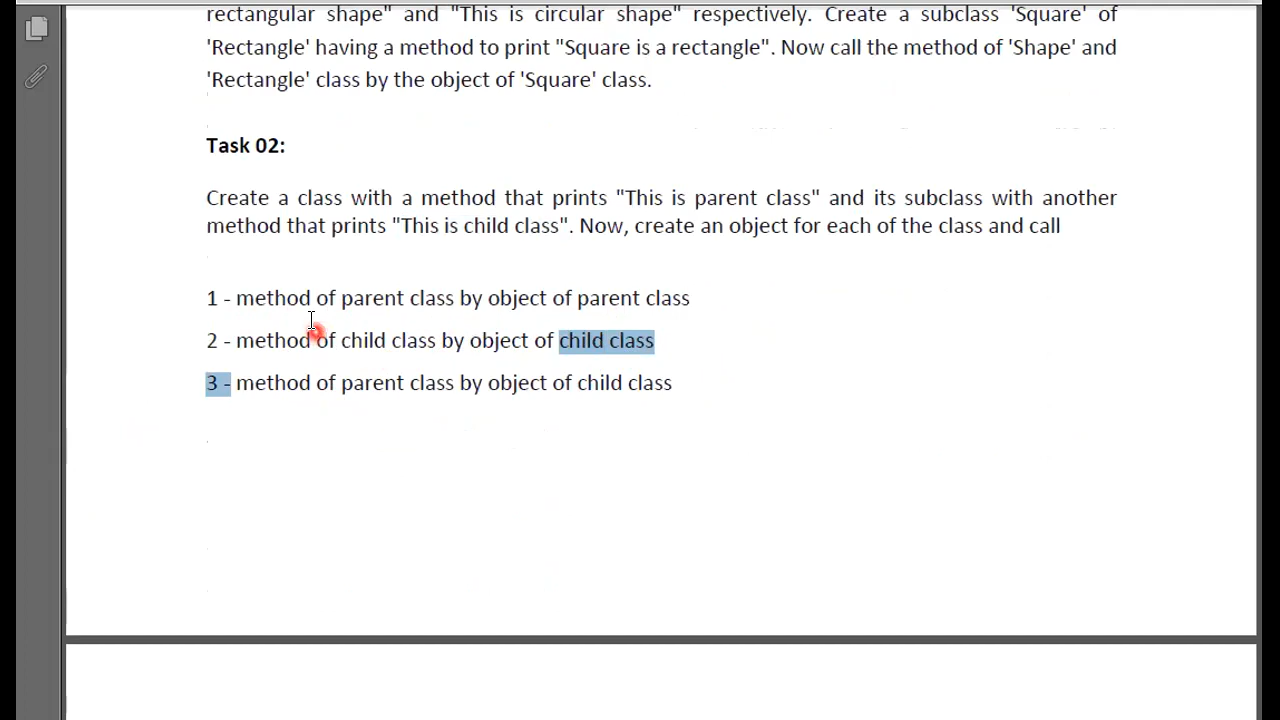 rectangular shape" and "This is circular shape" respectively. Create a subclass 'Square' of
'Rectangle' having a method to print "Square is a rectangle". Now call the method of 'Shape' and
'Rectangle' class by the object of 'Square' class.
Task 02:
Create a class with a method that prints "This is parent class" and its subclass with another
method that prints "This is child class". Now, create an object for each of the class and call
1 - method of parent class by object of parent class
2 - method of child class by object of child class
3 - method of parent class by object of child class